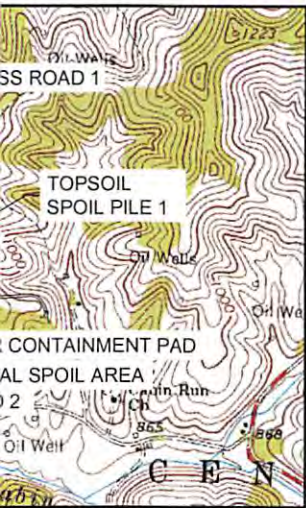 Oil Wells
1223
SS ROAD 1
TOPSOIL
SPOIL PILE 1
Oil Wells
Oil We
CONTAINMENT PAD
AL SPOIL AREA
Run
Ch
2
865
868
Oil Well
C E N
abin